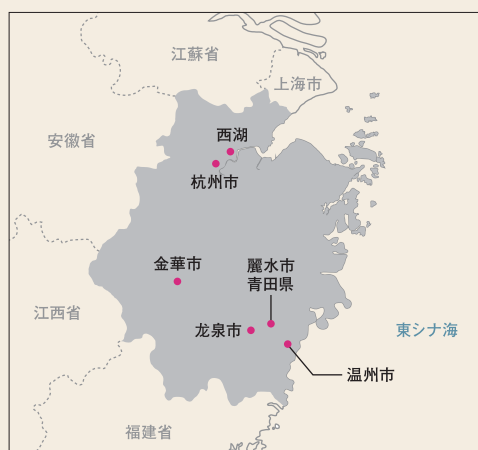 江蘇省
上海市
安徽省
西湖
杭州市
金華市
麗水市
青田県
江西省
龙泉市
東シナ海
温州市
福建省